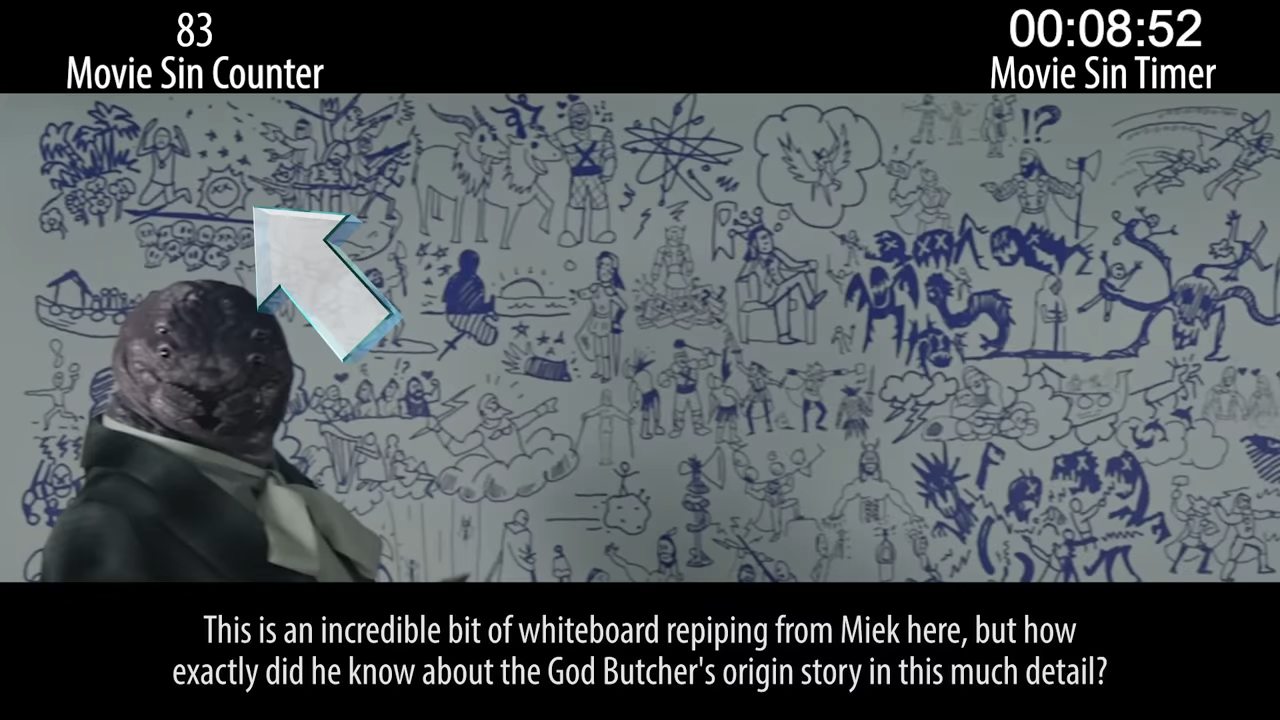 83
Movie Sin Counter
00:08:52
Movie Sin Timer
!?
This is an incredible bit of whiteboard repiping from Miek here, but how
exactly did he know about the God Butcher's origin story in this much detail?